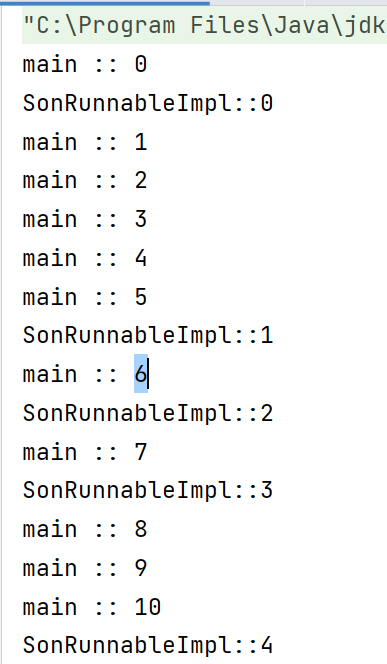 "C:\Program Files\Java\jdk
main :: 0
SonRunnableImpl::0
main :: 1
main :: 2
main :: 3
main :: 4
main :: 5
SonRunnableImpl::1
main :: 6
SonRunnableImpl::2
main :: 7
SonRunnableImpl::3
main :: 8
main :: 9
main :: 10
SonRunnableImpl::4